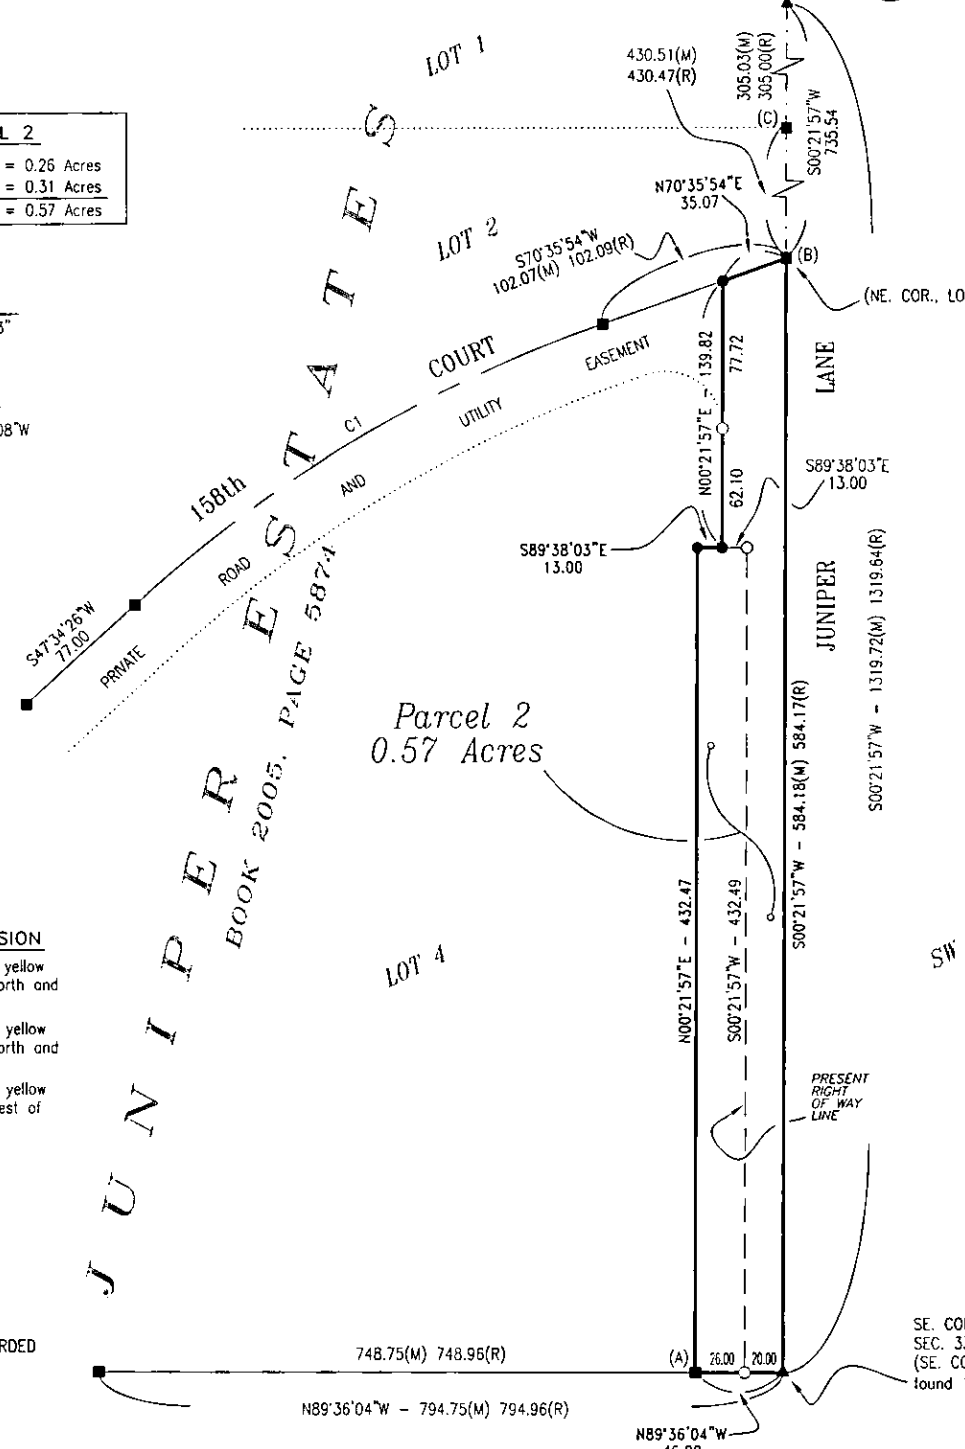 LOT 1
430.51(M)
430.47(R)
305.03(M)
305.00(R)
(C)
S00°21'57"W
735.54
L 2
= 0.26 Acres
= 0.31 Acres
= 0.57 Acres
N70°35'54"E
35.07
LOT 2
S70°35'54"W
102.07(M) 102.09(R)
(B)
(NE. COR., LO
COURT
EASEMENT
N00°21'57"E - 139.82
77.72
LANE
08"W
C1
UTILITY
158th
AND
62.10
S89°38'03"E
13.00
S89°38'03"E
13.00
ROAD
S47°34'26"W
77.00
PRIVATE
JUNIPER
S00°21'57"W - 1319.72(M) 1319.64(R)
JUNIPER ESTATES
BOOK 2005, PAGE 5874
Parcel 2
0.57 Acres
S00°21'57"W - 584.18(M) 584.17(R)
N00°21'57"E - 432.47
S00°21'57"W - 432.49
SION
yellow
orth and
yellow
orth and
yellow
est of
LOT 4
SW
PRESENT
RIGHT
OF WAY
LINE
RDED
748.75(M) 748.96(R)
(A) 26.00 20.00
SE. CO
SEC. 3
(SE. CO
found
N89°36'04"W - 794.75(M) 794.96(R)
N89°36'04"W